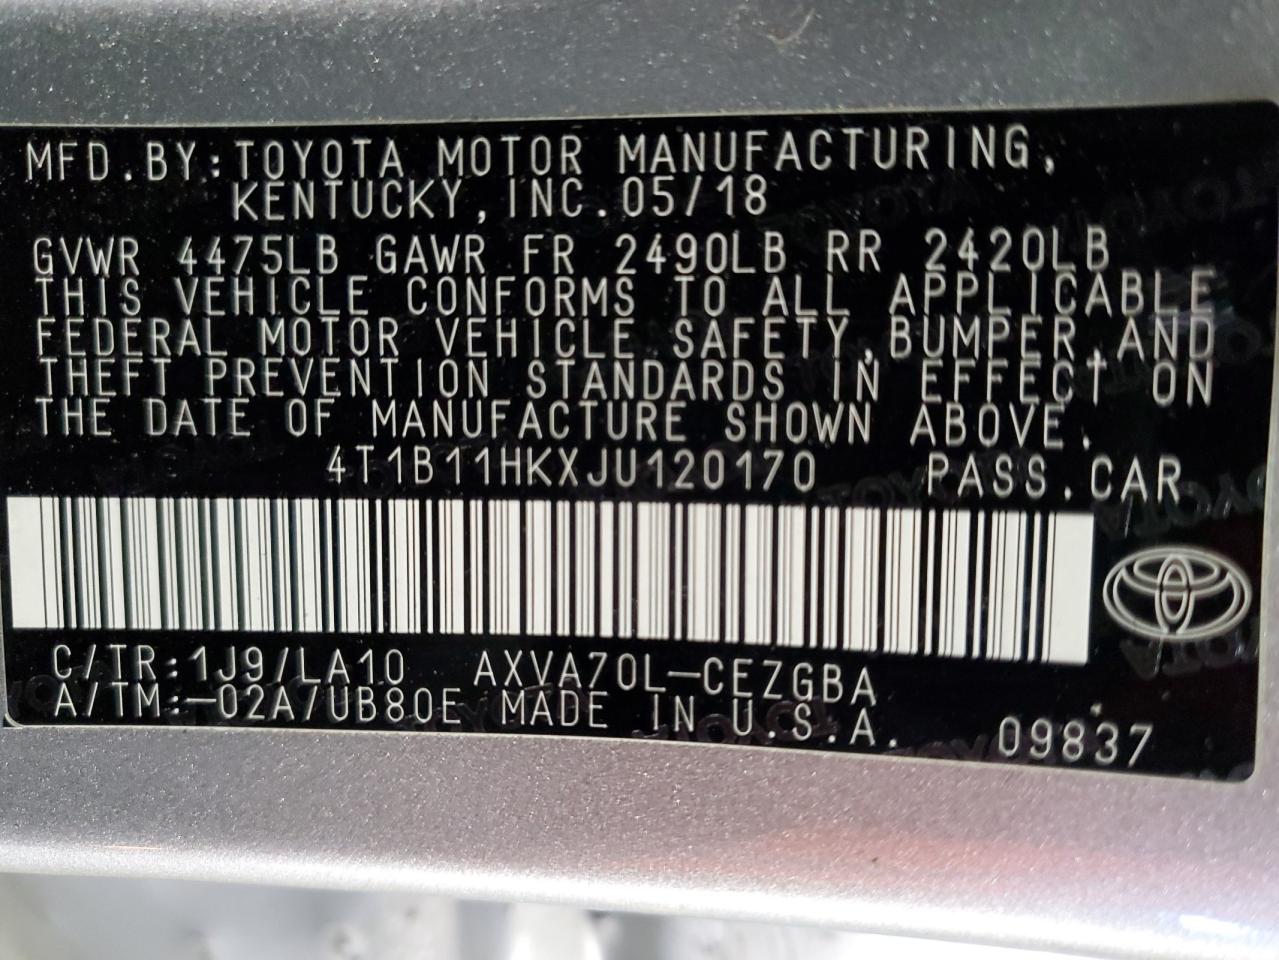 MFD.BY:TOYOTA MOTOR MANUFACTURING,
KENTUCKY,INC.05/18
GVWR 4475LB GAWR FR 2490LB RR 2420LB
THIS VEHICLE CONFORMS TO ALL APPLICABLE
FEDERAL MOTOR VEHICLE SAFETY,BUMPER,AND
THEFT PREVENTION STANDARDS IN EFFECT ON
THE DATE OF MANUFACTURE SHOWN ABOVE.
4T1B11HKXJU120170 PASS.CAR
C/TR:1J9/LA10 AXVA70L-CEZGBA
A/TM:-02A/UB80E MADE IN U.S.A. 09837